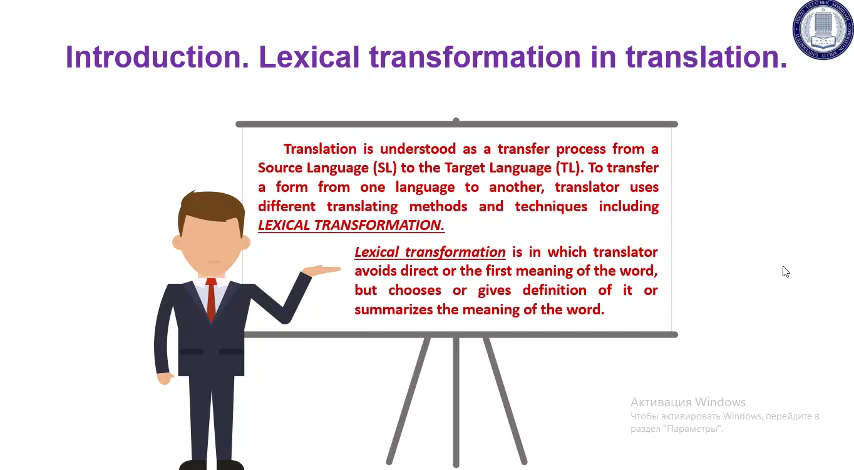 Introduction. Lexical transformation in translation.
Translation is understood as a transfer process from a
Source Language (SL) to the Target Language (TL). To transfer
a form from one language to another, translator uses
different translating methods and techniques including
LEXICAL TRANSFORMATION.
Lexical transformation is in which translator
avoids direct or the first meaning of the word,
but chooses or gives definition of it or
summarizes the meaning of the word.
Активация Windows
Чтобы активировать Windows, перейдите в
раздел "Параметры".